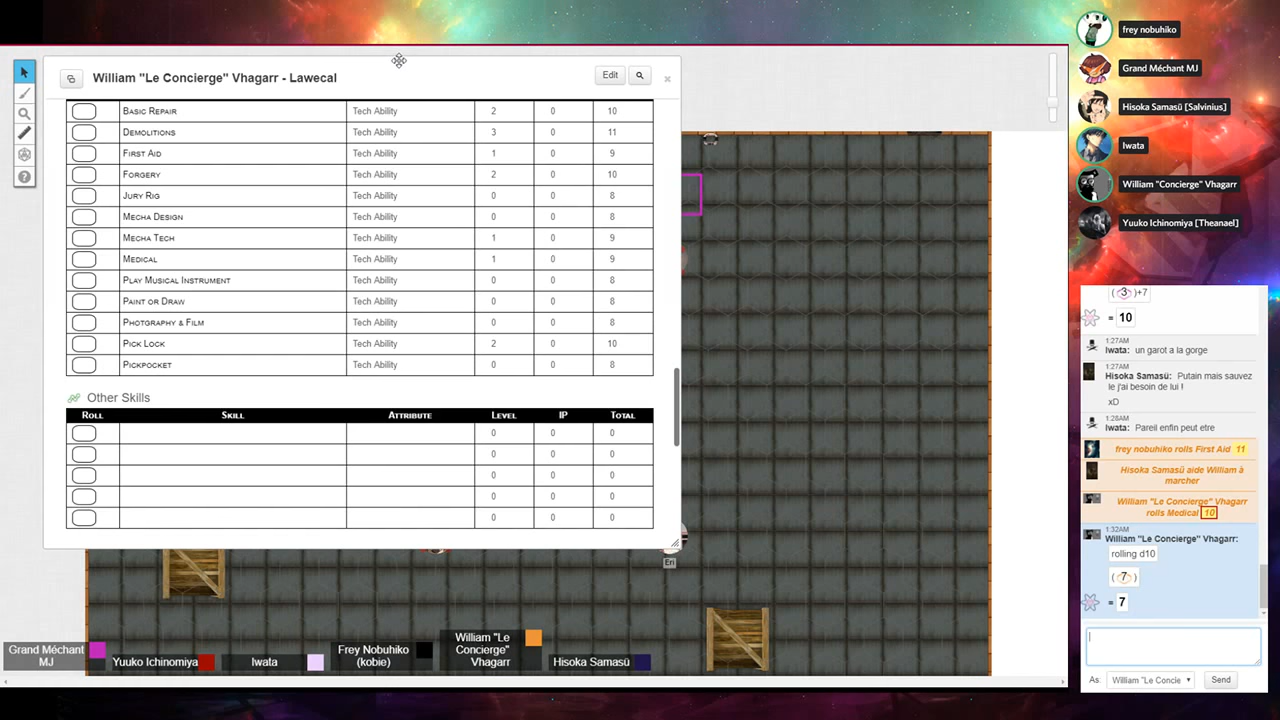 William "Le Concierge" Vhagarr - Lawecal
Edit
Basic Repair Tech Ability 2 0 10
Demolitions Tech Ability 3 0 11
First Aid Tech Ability 1 0 9
Forgery Tech Ability 2 0 10
Jury Rig Tech Ability 0 0 8
Mecha Design Tech Ability 0 0 8
Mecha Tech Tech Ability 1 0 9
Medical Tech Ability 1 0 9
Play Musical Instrument Tech Ability 0 0 8
Paint or Draw Tech Ability 0 0 8
Photgraphy & Film Tech Ability 0 0 8
Pick Lock Tech Ability 2 0 10
Pickpocket Tech Ability 0 0 8
Other Skills
Roll Skill Attribute Level IP Total
0 0 0
0 0 0
0 0 0
0 0 0
0 0 0
Eri
Grand Méchant
MJ
Yuuko Ichinomiya
Iwata
Frey Nobuhiko
(kobie)
William "Le
Concierge"
Vhagarr
Hisoka Samasü
frey nobuhiko
Grand Méchant MJ
Hisoka Samasü [Salvinius]
Iwata
William "Concierge" Vhagarr
Yuuko Ichinomiya [Theanael]
(3)+7
= 10
1:27AM
Iwata: un garot a la gorge
1:27AM
Hisoka Samasü: Putain mais sauvez
le j'ai besoin de lui !
xD
1:28AM
Iwata: Pareil enfin peut etre
frey nobuhiko rolls First Aid 11
Hisoka Samasü aide William à
marcher
William "Le Concierge" Vhagarr
rolls Medical 10
1:32AM
William "Le Concierge" Vhagarr:
rolling d10
(7)
= 7
As: William "Le Concie
Send